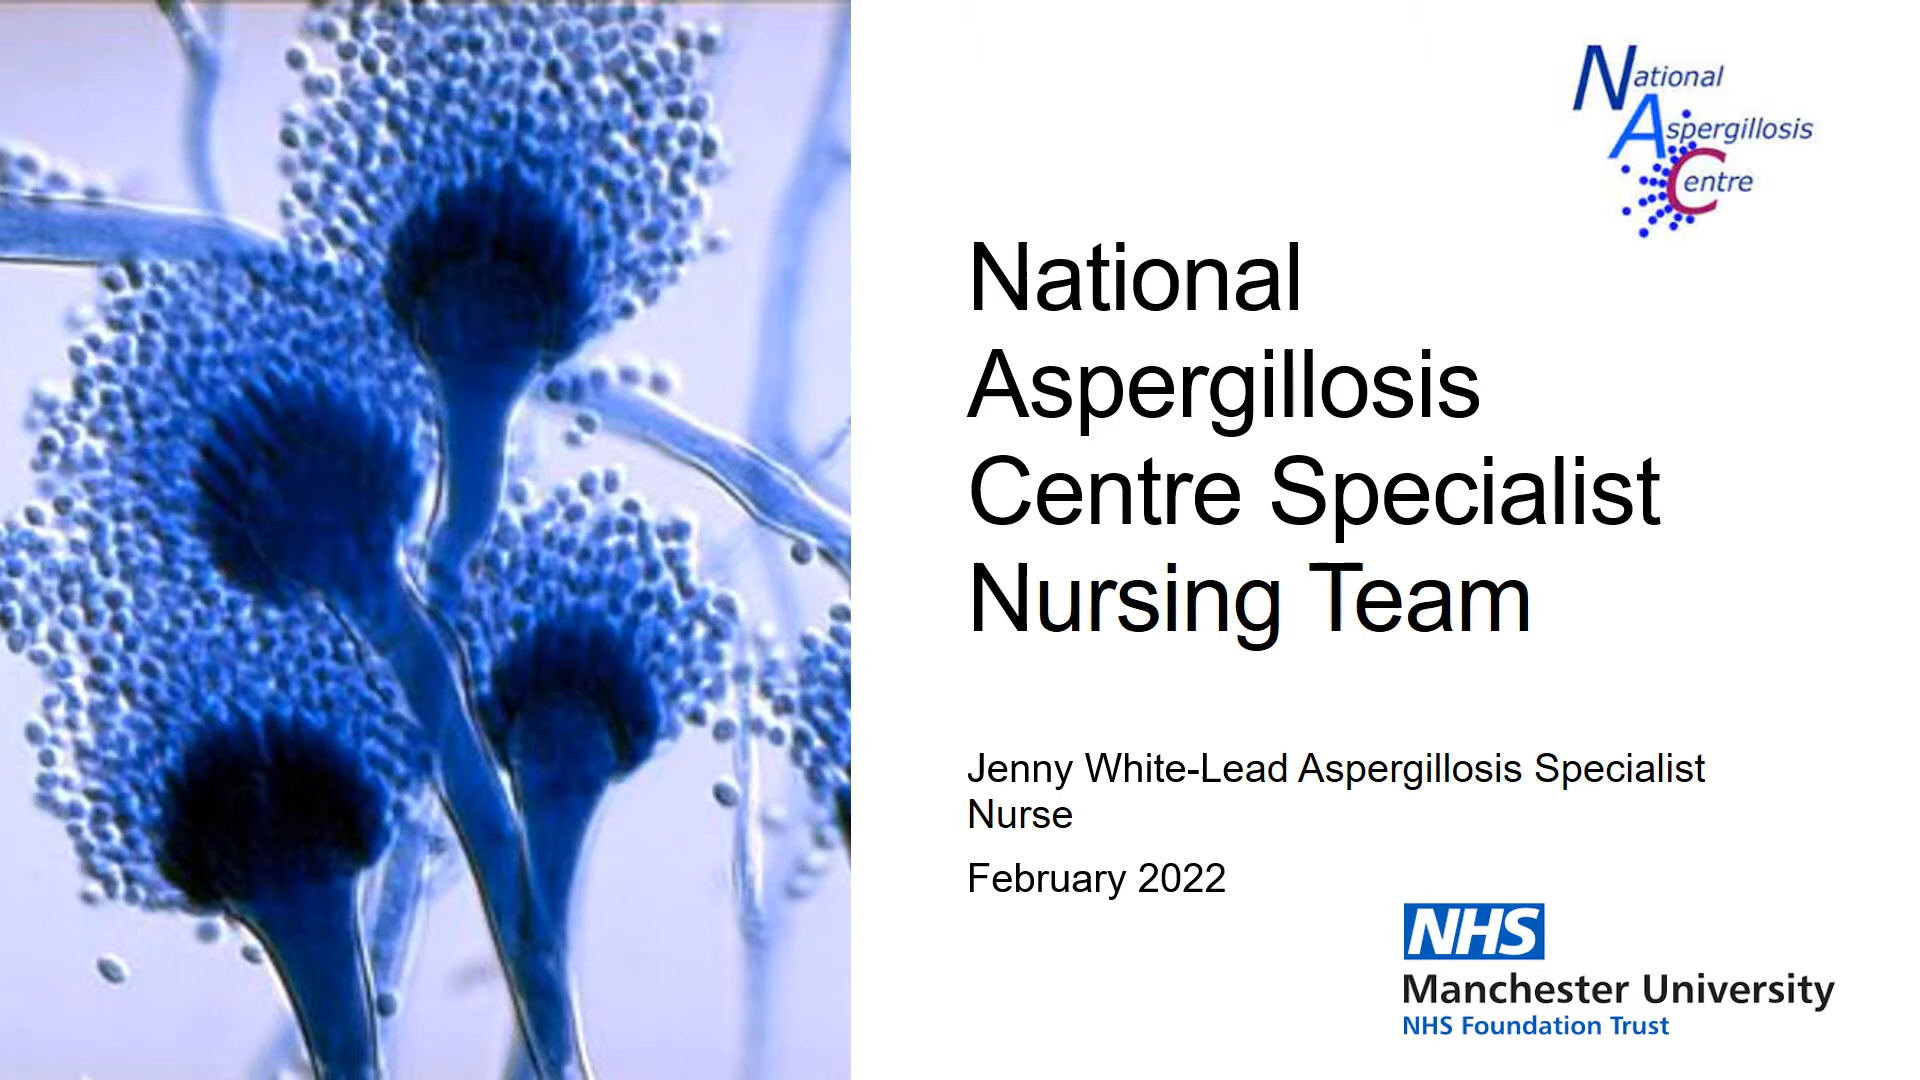 National
Aspergillosis
Centre
National
Aspergillosis
Centre Specialist
Nursing Team
Jenny White-Lead Aspergillosis Specialist
Nurse
February 2022
NHS
Manchester University
NHS Foundation Trust